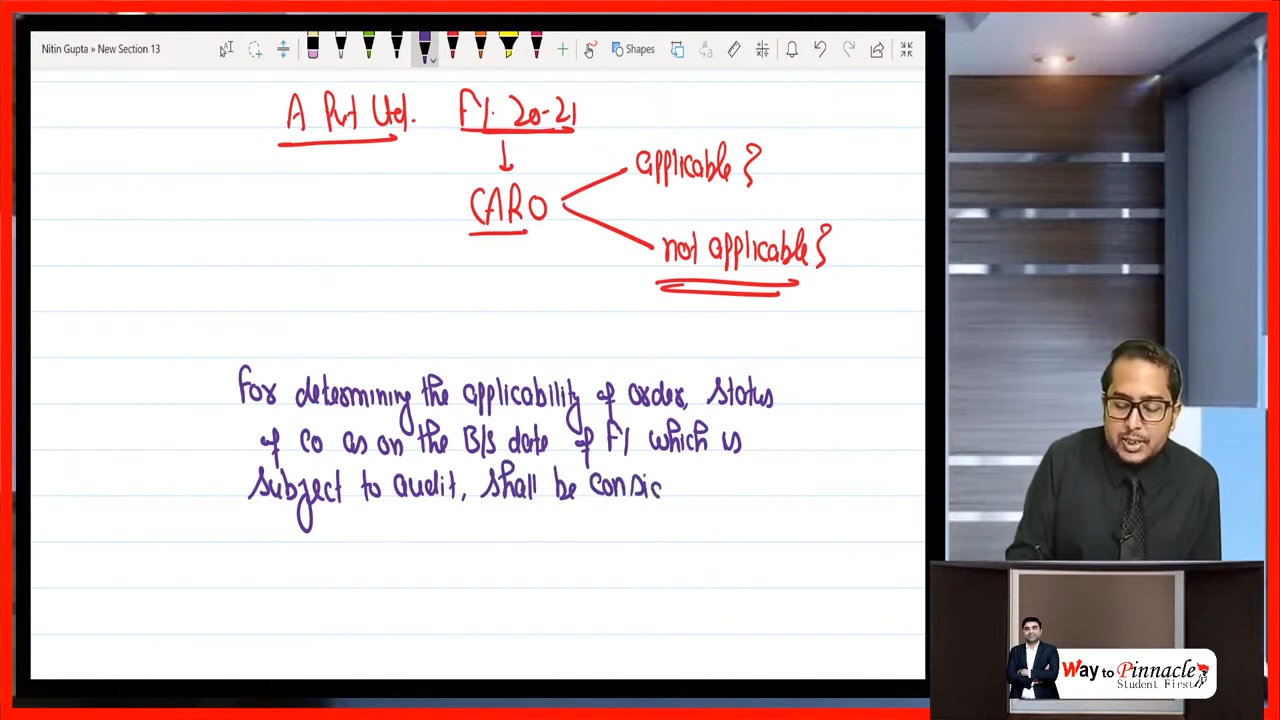 Nitin Gupta » New Section 13
Shapes
A Pvt Ltd. FY. 20-21
CARO
applicable?
not applicable?
For determining the applicability of order, status
of co as on the B/S date of FY which is
subject to audit, shall be consic
Way to Pinnacle
Student First